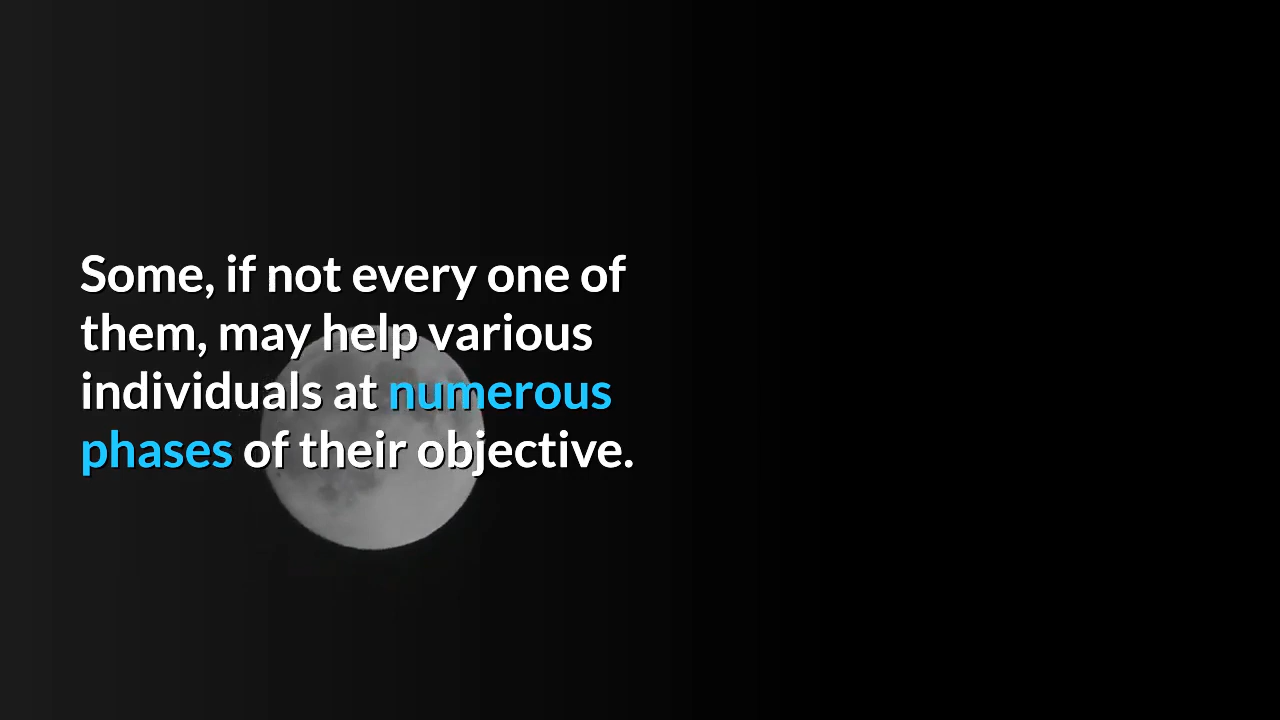 Some, if not every one of
them, may help various
individuals at numerous
phases of their objective.